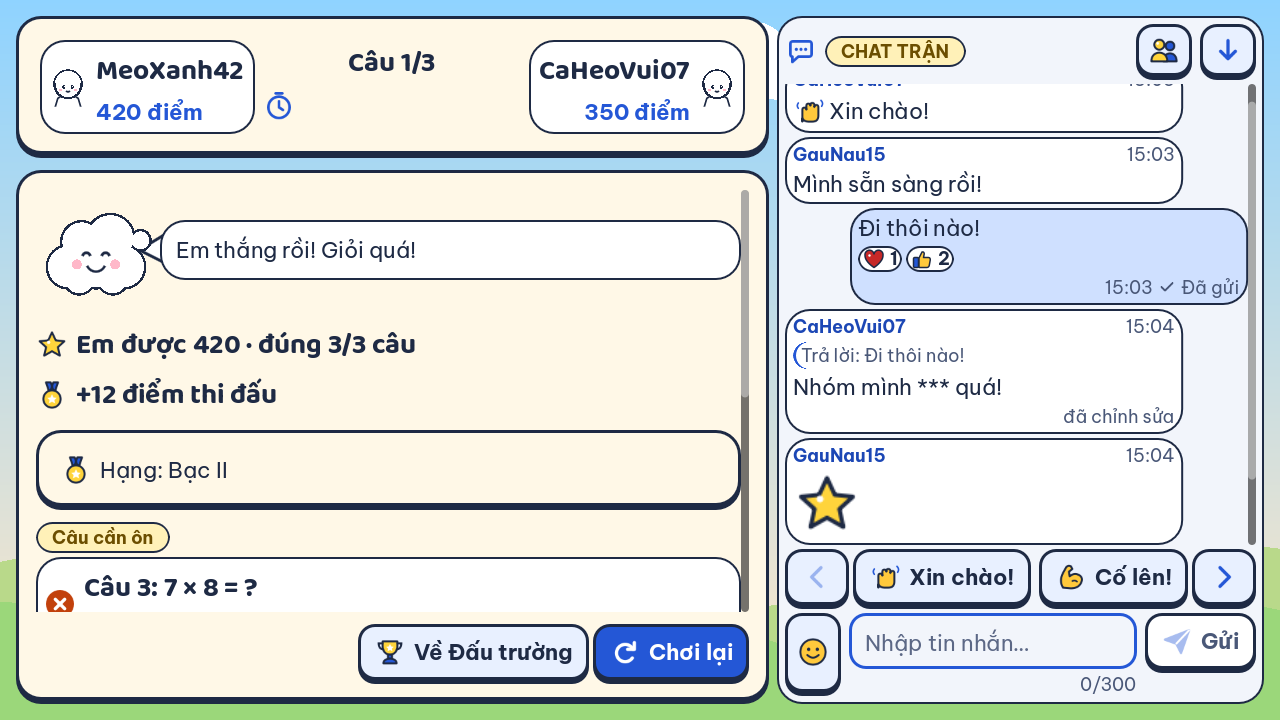 MeoXanh42
420 điểm
Câu 1/3
CaHeoVui07
350 điểm
Em thắng rồi! Giỏi quá!
Em được 420 · đúng 3/3 câu
+12 điểm thi đấu
Hạng: Bạc II
Câu cần ôn
Câu 3: 7 × 8 = ?
Về Đấu trường
Chơi lại
CHAT TRẬN
Xin chào!
GauNau15 15:03
Mình sẵn sàng rồi!
Đi thôi nào!
1 2
15:03 ✓ Đã gửi
CaHeoVui07 15:04
Trả lời: Đi thôi nào!
Nhóm mình *** quá!
đã chỉnh sửa
GauNau15 15:04
Xin chào! Cố lên!
Nhập tin nhắn...
Gửi
0/300